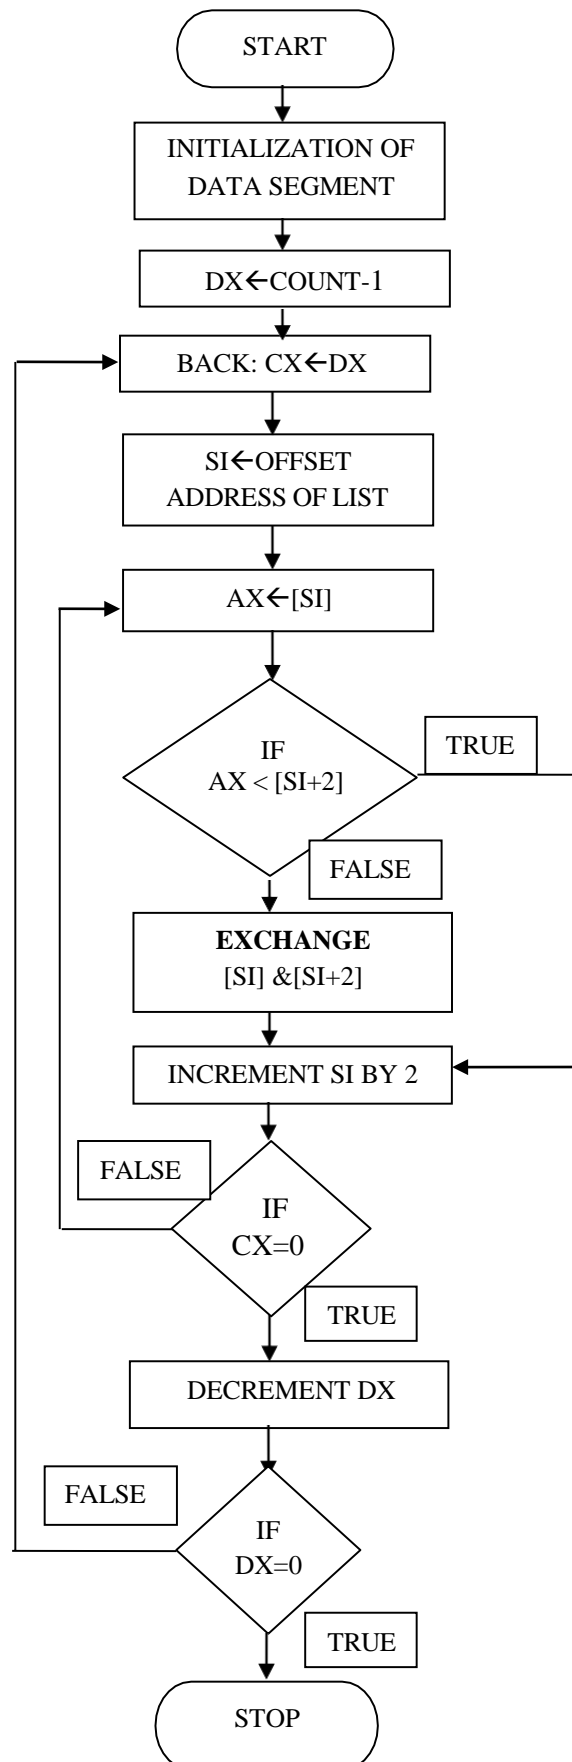 START
INITIALIZATION OF
DATA SEGMENT
DX←COUNT-1
BACK: CX←DX
SI←OFFSET
ADDRESS OF LIST
AX←[SI]
IF
AX < [SI+2]
TRUE
FALSE
EXCHANGE
[SI] &[SI+2]
INCREMENT SI BY 2
FALSE
IF
CX=0
TRUE
DECREMENT DX
FALSE
IF
DX=0
TRUE
STOP